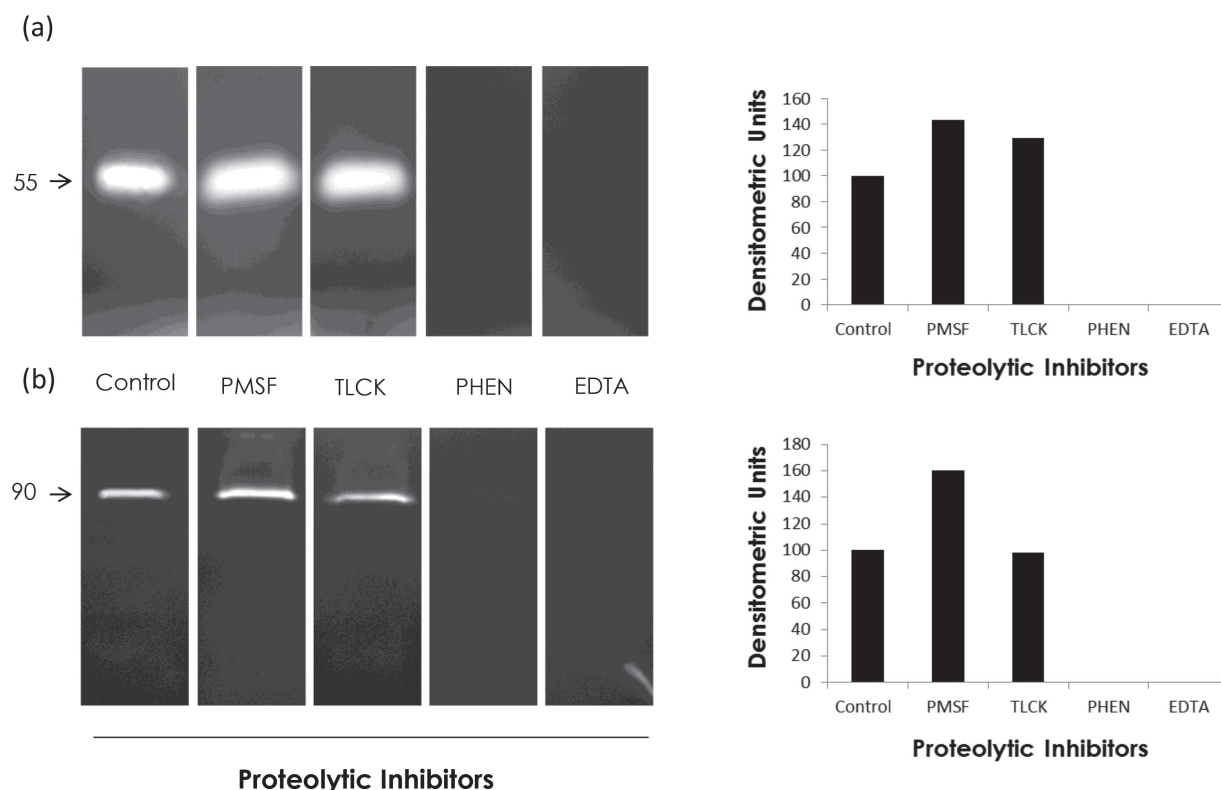 (a)
55 →
Densitometric Units
160
140
120
100
80
60
40
20
0
Control PMSF TLCK PHEN EDTA
Proteolytic Inhibitors
(b)
Control PMSF TLCK PHEN EDTA
90 →
Densitometric Units
180
160
140
120
100
80
60
40
20
0
Control PMSF TLCK PHEN EDTA
Proteolytic Inhibitors
Proteolytic Inhibitors